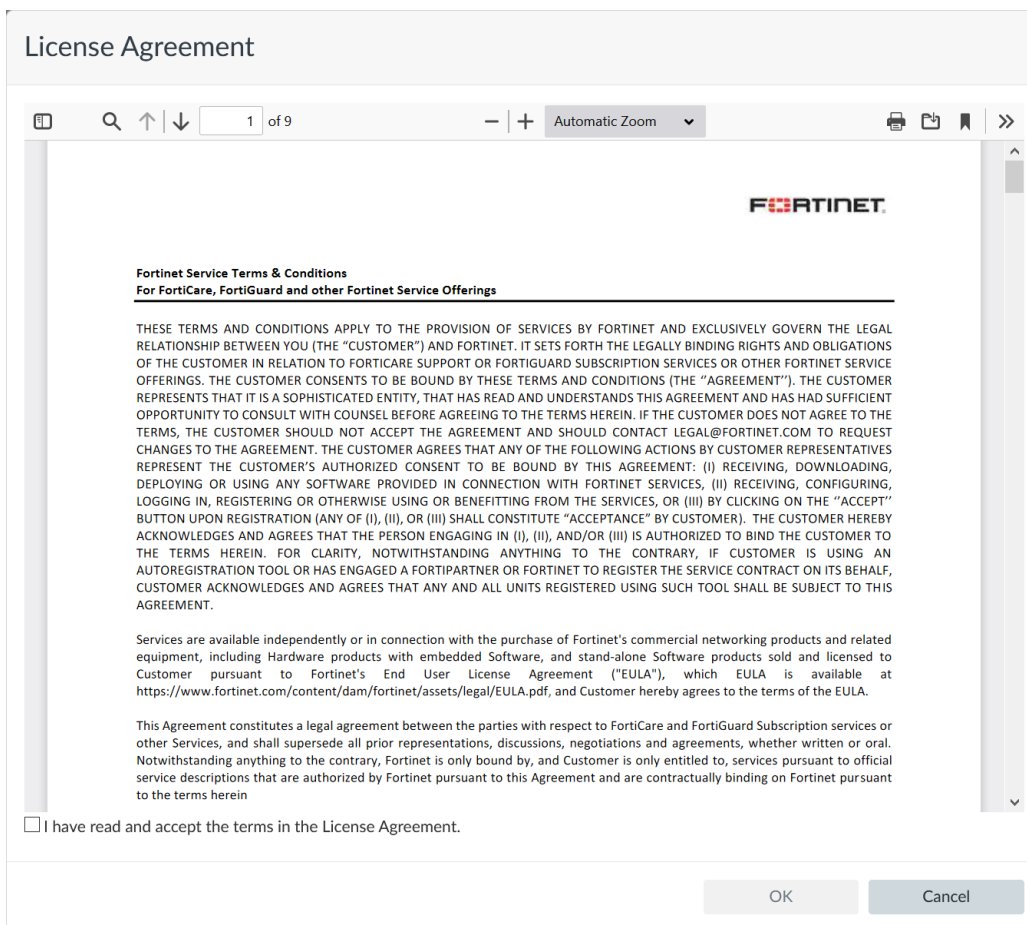 License Agreement
1 of 9
Automatic Zoom
FORTINET
Fortinet Service Terms & Conditions
For FortiCare, FortiGuard and other Fortinet Service Offerings
THESE TERMS AND CONDITIONS APPLY TO THE PROVISION OF SERVICES BY FORTINET AND EXCLUSIVELY GOVERN THE LEGAL
RELATIONSHIP BETWEEN YOU (THE “CUSTOMER”) AND FORTINET. IT SETS FORTH THE LEGALLY BINDING RIGHTS AND OBLIGATIONS
OF THE CUSTOMER IN RELATION TO FORTICARE SUPPORT OR FORTIGUARD SUBSCRIPTION SERVICES OR OTHER FORTINET SERVICE
OFFERINGS. THE CUSTOMER CONSENTS TO BE BOUND BY THESE TERMS AND CONDITIONS (THE ‘’AGREEMENT’’). THE CUSTOMER
REPRESENTS THAT IT IS A SOPHISTICATED ENTITY, THAT HAS READ AND UNDERSTANDS THIS AGREEMENT AND HAS HAD SUFFICIENT
OPPORTUNITY TO CONSULT WITH COUNSEL BEFORE AGREEING TO THE TERMS HEREIN. IF THE CUSTOMER DOES NOT AGREE TO THE
TERMS, THE CUSTOMER SHOULD NOT ACCEPT THE AGREEMENT AND SHOULD CONTACT LEGAL@FORTINET.COM TO REQUEST
CHANGES TO THE AGREEMENT. THE CUSTOMER AGREES THAT ANY OF THE FOLLOWING ACTIONS BY CUSTOMER REPRESENTATIVES
REPRESENT THE CUSTOMER’S AUTHORIZED CONSENT TO BE BOUND BY THIS AGREEMENT: (I) RECEIVING, DOWNLOADING,
DEPLOYING OR USING ANY SOFTWARE PROVIDED IN CONNECTION WITH FORTINET SERVICES, (II) RECEIVING, CONFIGURING,
LOGGING IN, REGISTERING OR OTHERWISE USING OR BENEFITTING FROM THE SERVICES, OR (III) BY CLICKING ON THE ‘’ACCEPT’’
BUTTON UPON REGISTRATION (ANY OF (I), (II), OR (III) SHALL CONSTITUTE “ACCEPTANCE” BY CUSTOMER). THE CUSTOMER HEREBY
ACKNOWLEDGES AND AGREES THAT THE PERSON ENGAGING IN (I), (II), AND/OR (III) IS AUTHORIZED TO BIND THE CUSTOMER TO
THE TERMS HEREIN. FOR CLARITY, NOTWITHSTANDING ANYTHING TO THE CONTRARY, IF CUSTOMER IS USING AN
AUTOREGISTRATION TOOL OR HAS ENGAGED A FORTIPARTNER OR FORTINET TO REGISTER THE SERVICE CONTRACT ON ITS BEHALF,
CUSTOMER ACKNOWLEDGES AND AGREES THAT ANY AND ALL UNITS REGISTERED USING SUCH TOOL SHALL BE SUBJECT TO THIS
AGREEMENT.
Services are available independently or in connection with the purchase of Fortinet's commercial networking products and related
equipment, including Hardware products with embedded Software, and stand-alone Software products sold and licensed to
Customer pursuant to Fortinet's End User License Agreement ("EULA"), which EULA is available at
https://www.fortinet.com/content/dam/fortinet/assets/legal/EULA.pdf, and Customer hereby agrees to the terms of the EULA.
This Agreement constitutes a legal agreement between the parties with respect to FortiCare and FortiGuard Subscription services or
other Services, and shall supersede all prior representations, discussions, negotiations and agreements, whether written or oral.
Notwithstanding anything to the contrary, Fortinet is only bound by, and Customer is only entitled to, services pursuant to official
service descriptions that are authorized by Fortinet pursuant to this Agreement and are contractually binding on Fortinet pursuant
to the terms herein
I have read and accept the terms in the License Agreement.
OK
Cancel